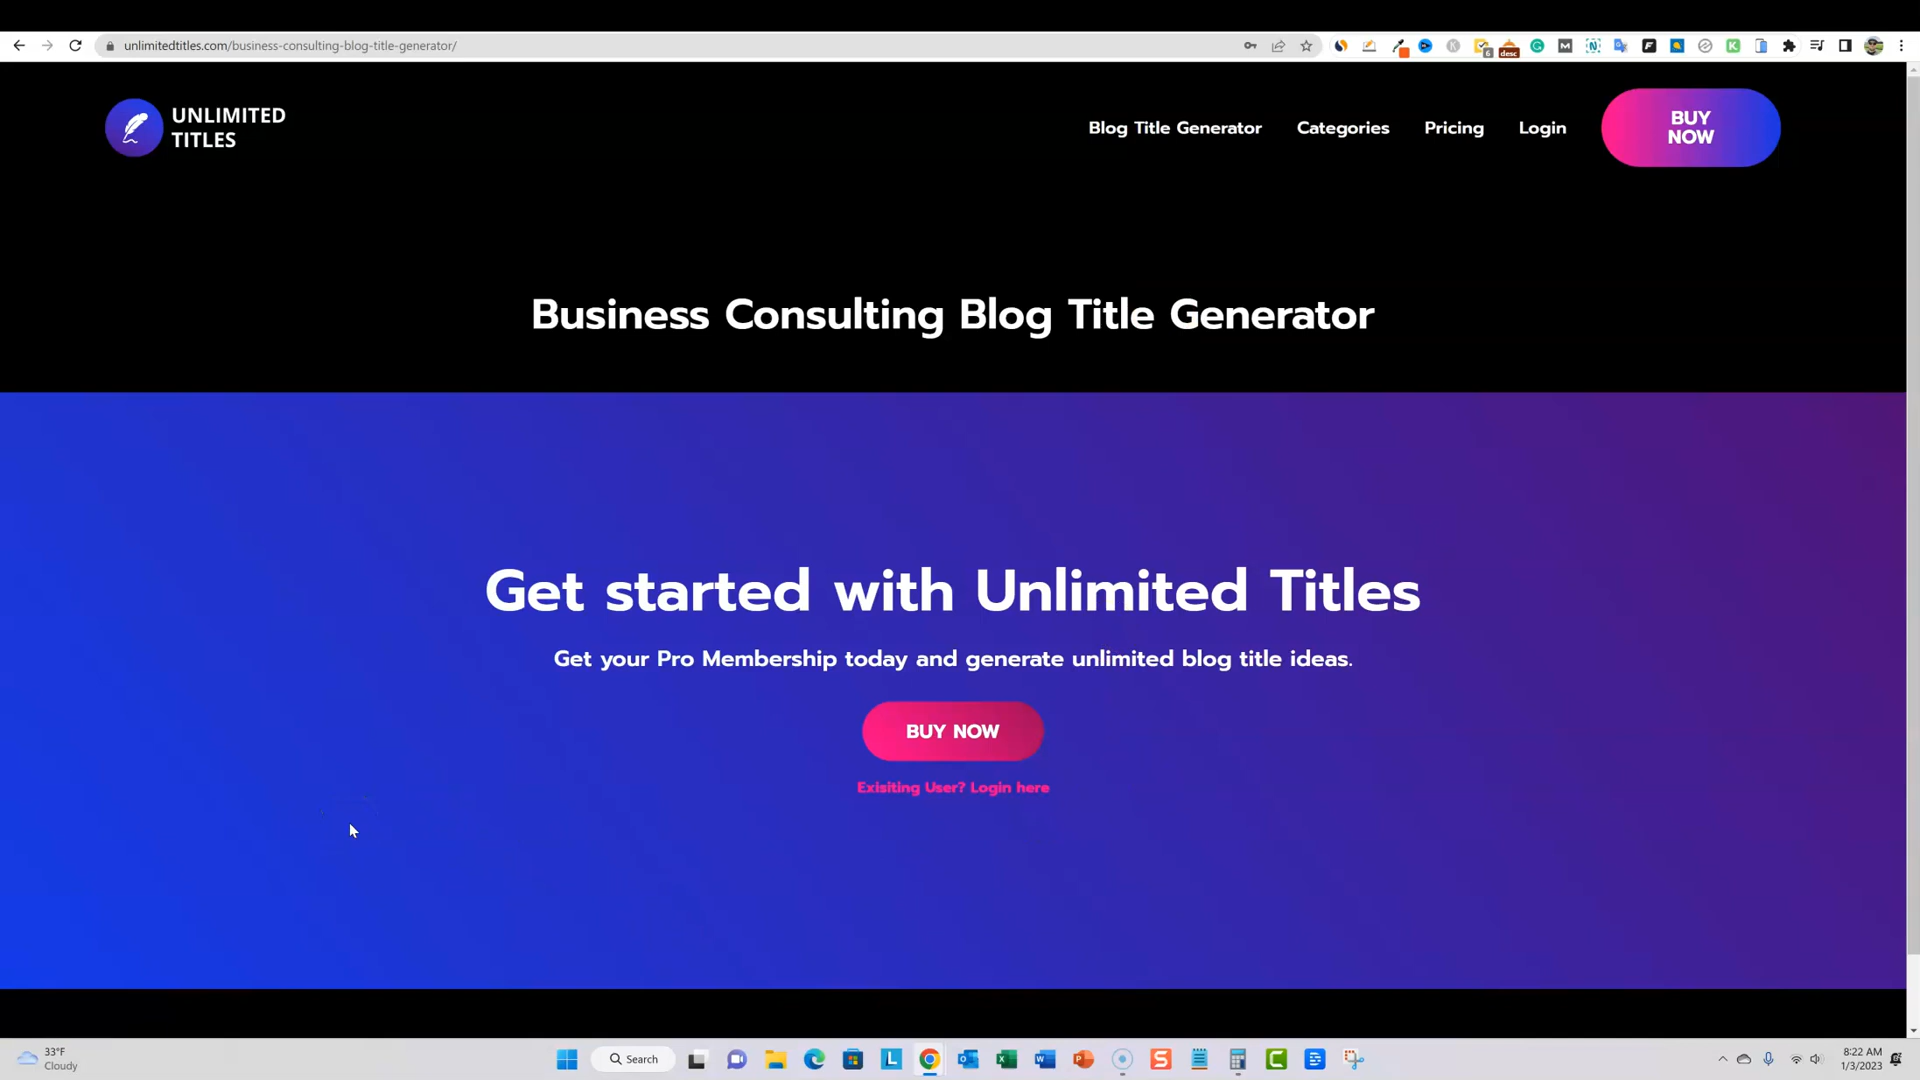 unlimitedtitles.com/business-consulting-blog-title-generator/
6
desc
UNLIMITED
TITLES
Blog Title Generator
Categories
Pricing
Login
BUY
NOW
Business Consulting Blog Title Generator
Get started with Unlimited Titles
Get your Pro Membership today and generate unlimited blog title ideas.
BUY NOW
Exisiting User? Login here
33°F
Cloudy
Search
8:22 AM
1/3/2023